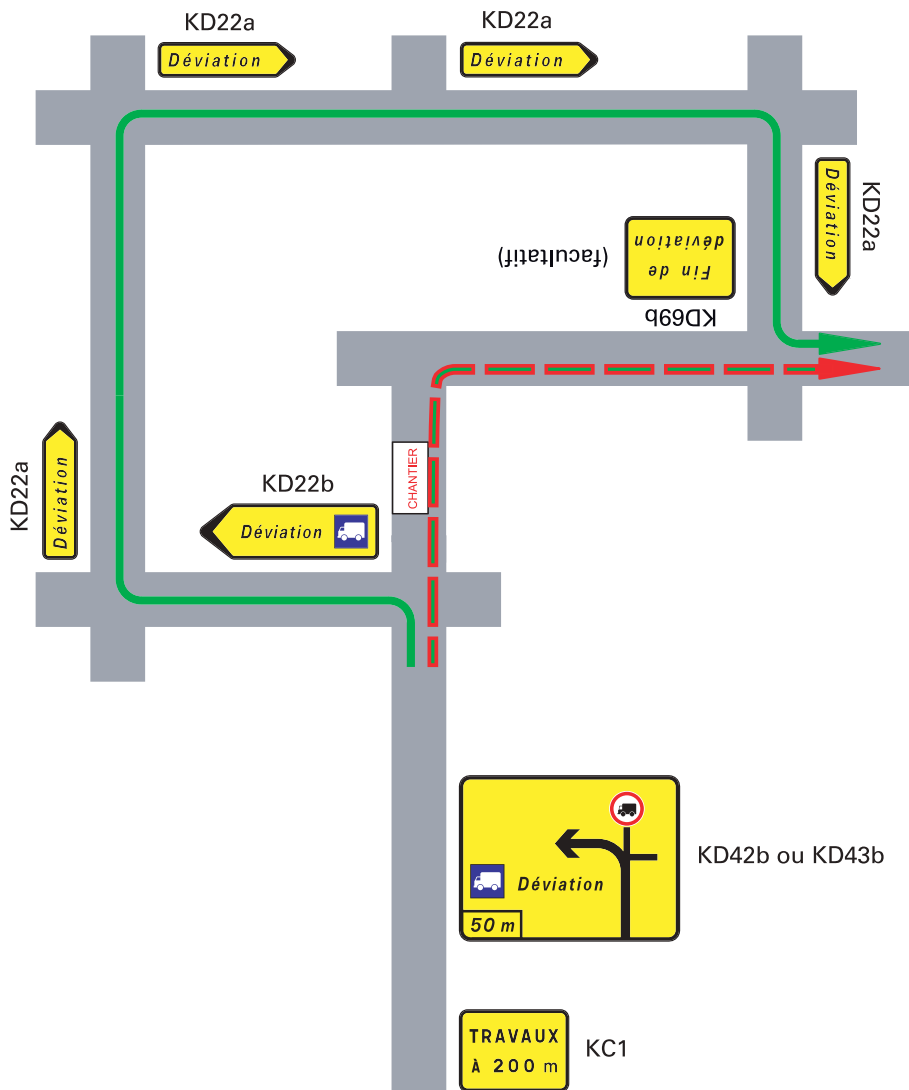 KD22a
KD22a
Déviation
Déviation
KD22a
Déviation
Fin de
déviation
(facultatif)
KD69b
CHANTIER
KD22a
Déviation
KD22b
Déviation
KD42b ou KD43b
Déviation
50 m
TRAVAUX
À 200 m
KC1